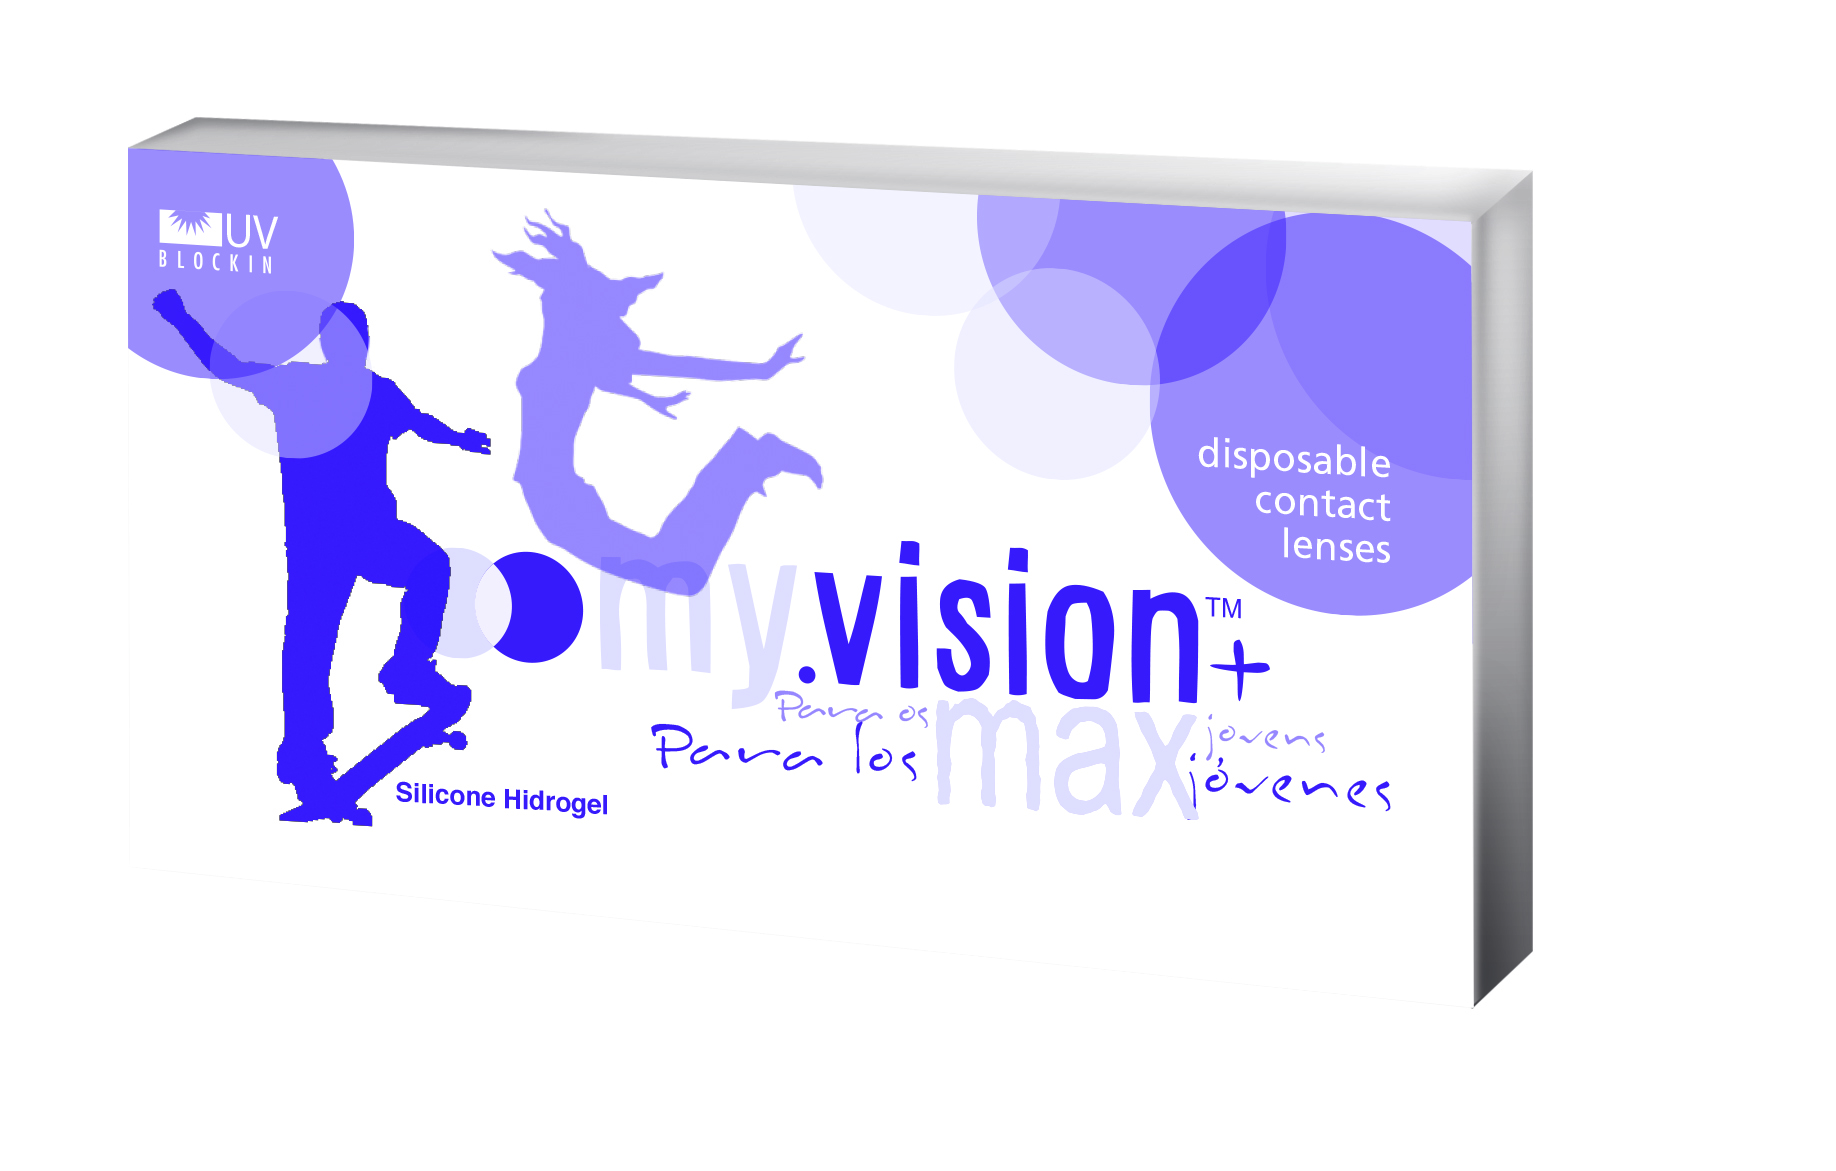 UV
BLOCKIN
disposable
contact
lenses
my.vision™
+
Para os max jovens
Para los jóvenes
Silicone Hidrogel